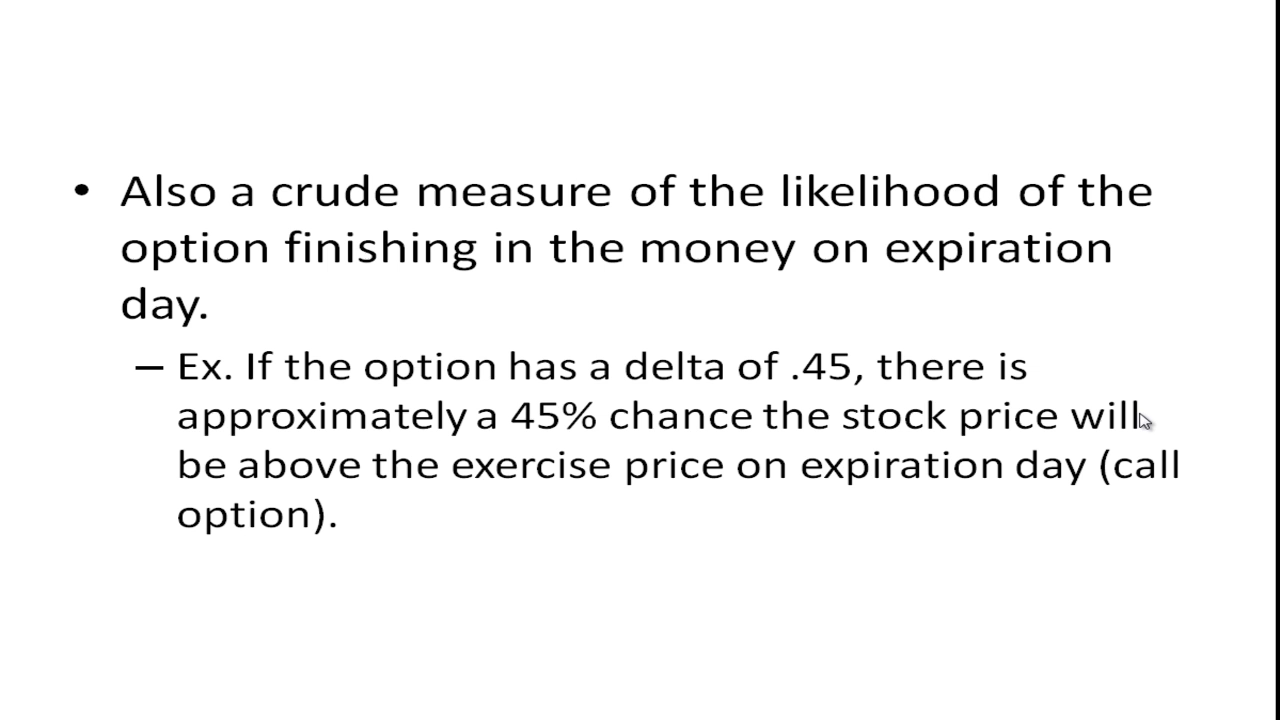 • Also a crude measure of the likelihood of the
option finishing in the money on expiration
day.
– Ex. If the option has a delta of .45, there is
approximately a 45% chance the stock price will
be above the exercise price on expiration day (call
option).